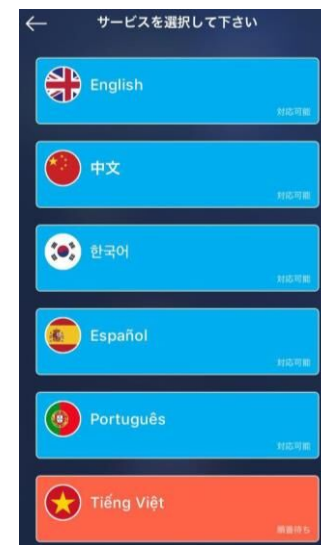 サービスを選択して下さい
English
対応可能
中文
対応可能
한국어
対応可能
Español
対応可能
Português
対応可能
Tiếng Việt
順番待ち